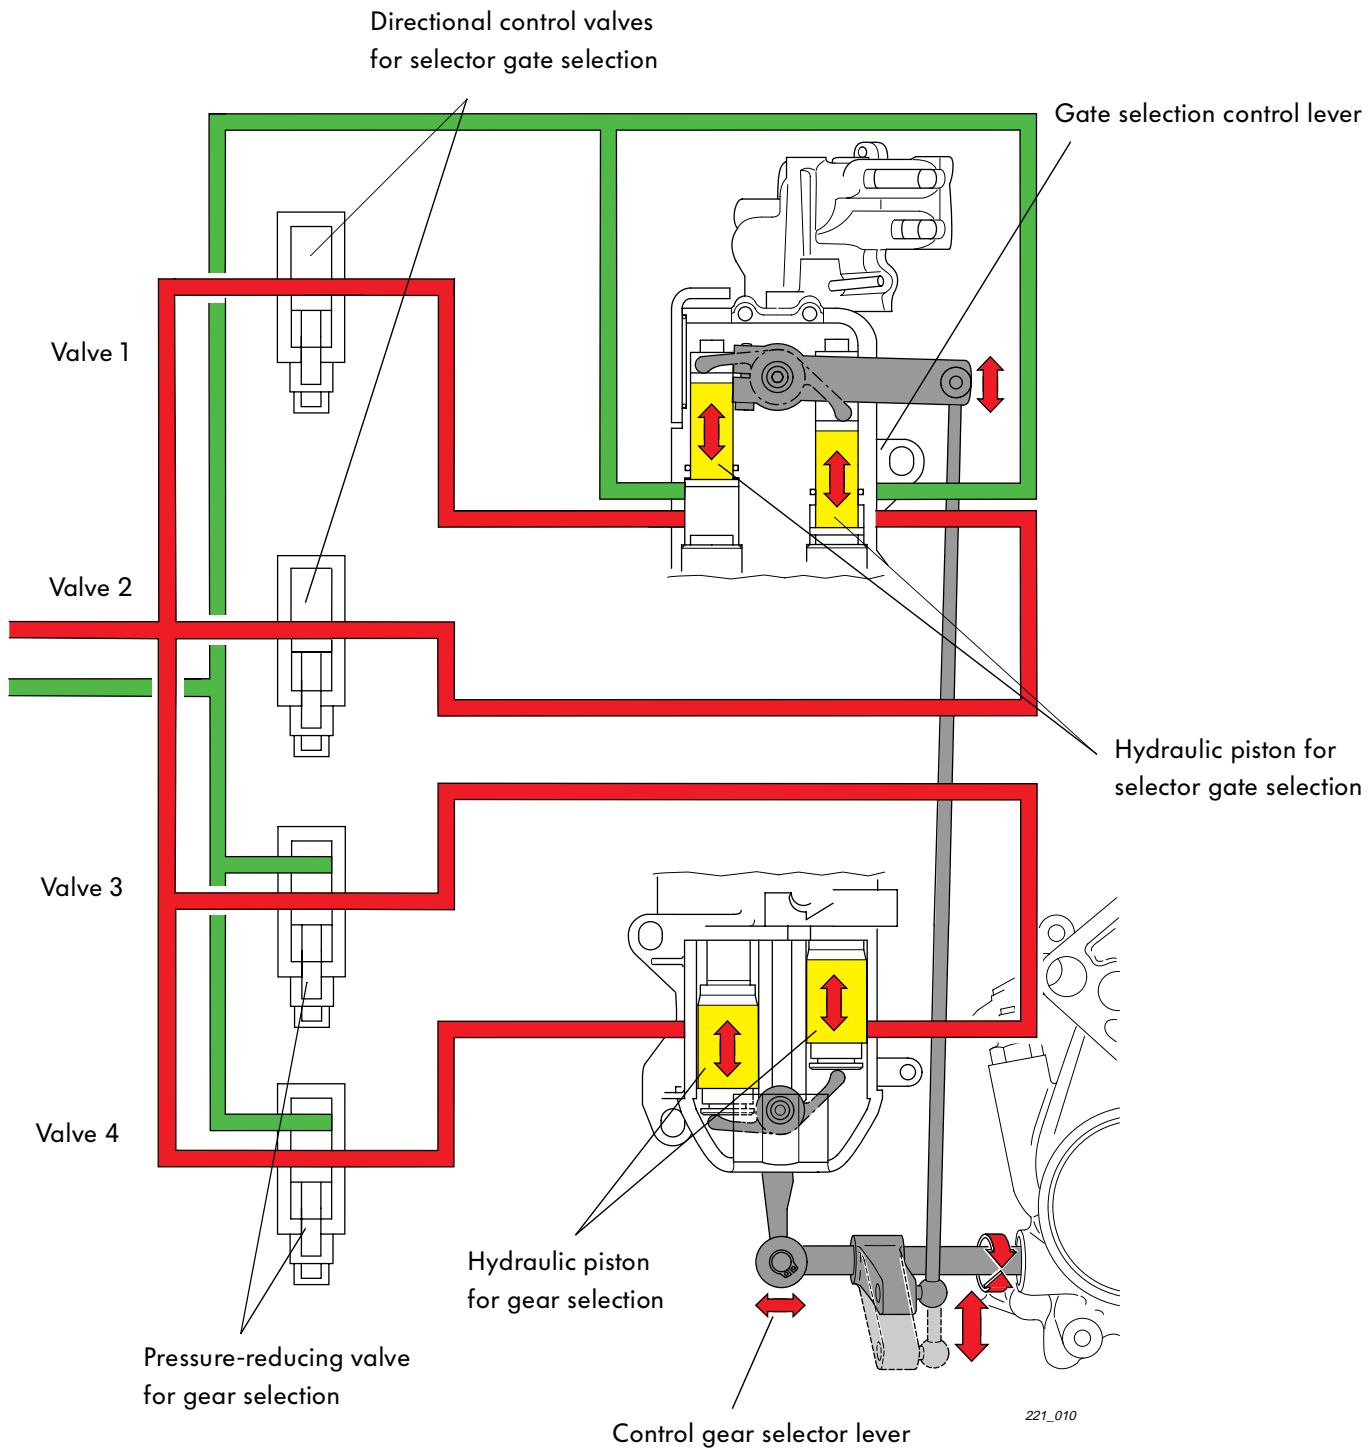 Directional control valves
for selector gate selection
Gate selection control lever
Valve 1
Valve 2
Hydraulic piston for
selector gate selection
Valve 3
Valve 4
Hydraulic piston
for gear selection
Pressure-reducing valve
for gear selection
Control gear selector lever
221_010